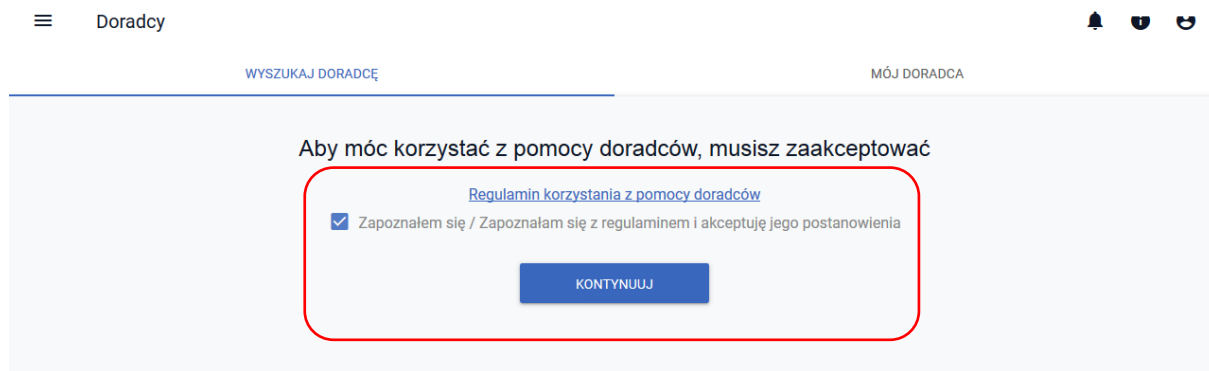 Doradcy
WYSZUKAJ DORADCĘ
MÓJ DORADCA
Aby móc korzystać z pomocy doradców, musisz zaakceptować
Regulamin korzystania z pomocy doradców
Zapoznałem się / Zapoznałam się z regulaminem i akceptuję jego postanowienia
KONTYNUUJ